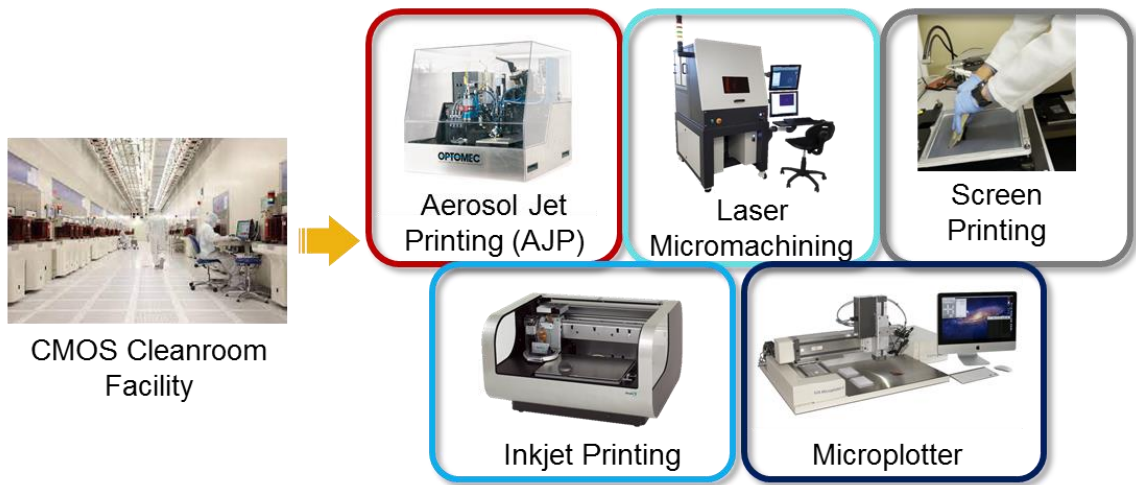 CMOS Cleanroom
Facility
OPTOMEC
Aerosol Jet
Printing (AJP)
Laser
Micromachining
Screen
Printing
Inkjet Printing
Microplotter